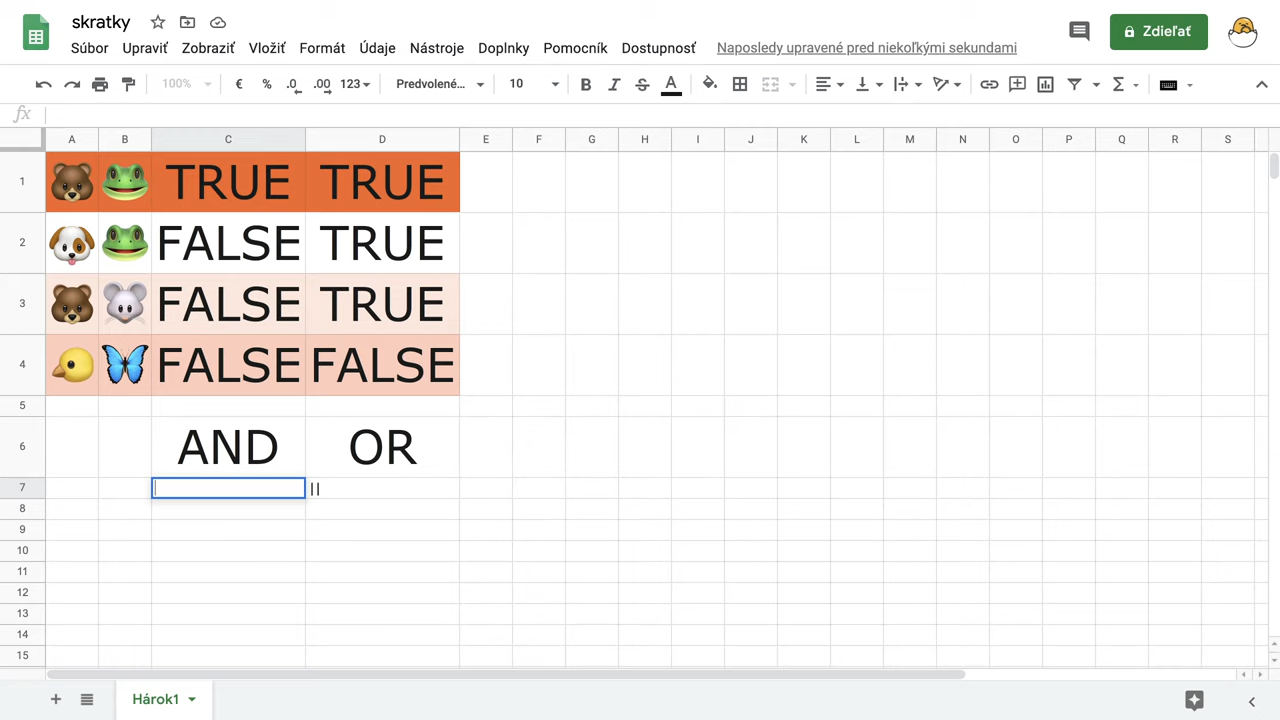 skratky
Súbor Upraviť Zobraziť Vložiť Formát Údaje Nástroje Doplnky Pomocník Dostupnosť Naposledy upravené pred niekoľkými sekundami
Zdieľať
100% € % .0 .00 123 Predvolené... 10 B I S A Σ
fx
A B C D E F G H I J K L M N O P Q R S
1 TRUE TRUE
2 FALSE TRUE
3 FALSE TRUE
4 FALSE FALSE
5
6 AND OR
7 ||
8
9
10
11
12
13
14
15
+ Hárok1